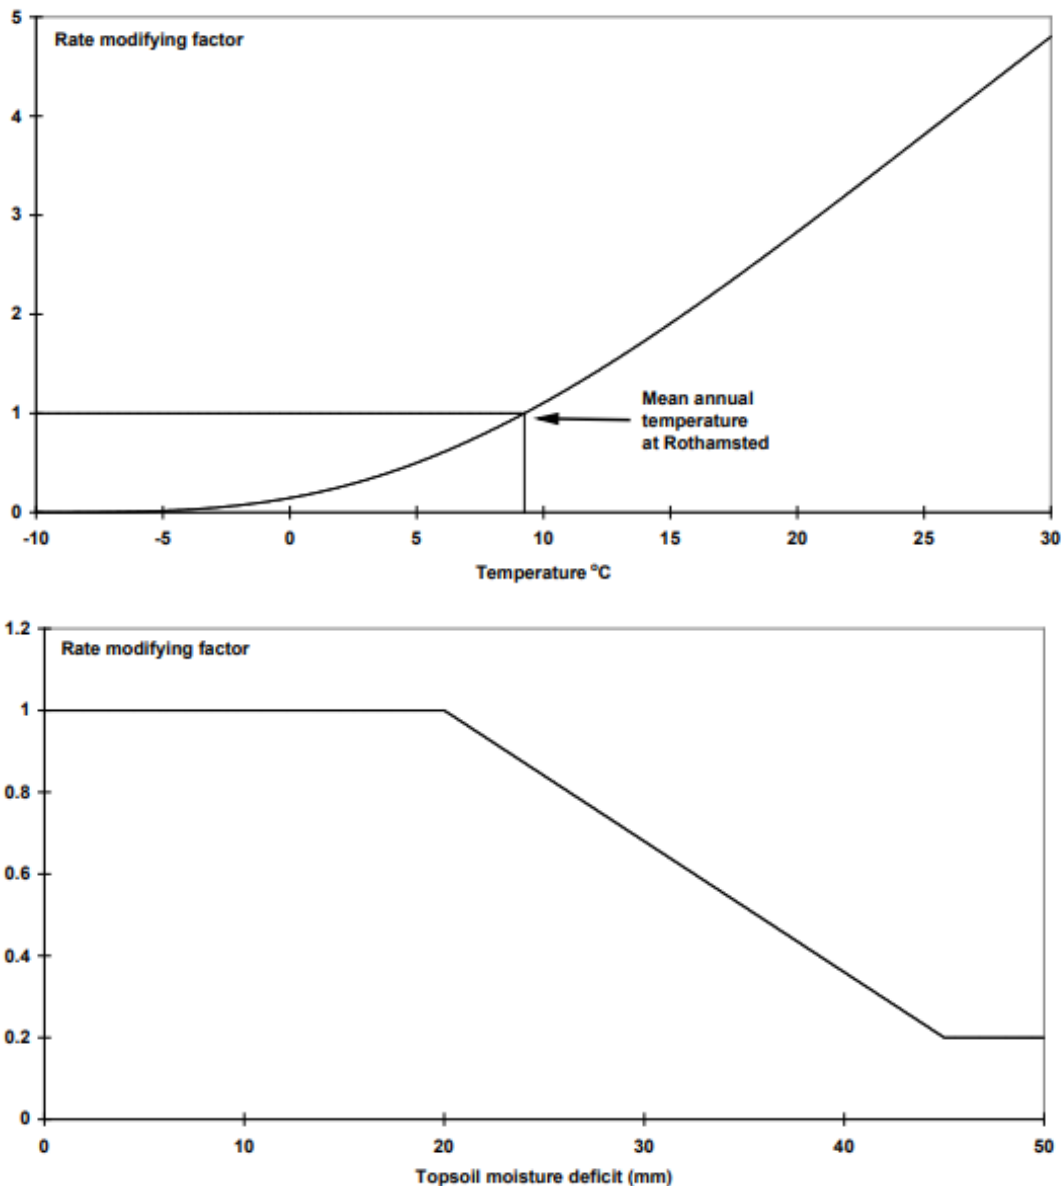 5
Rate modifying factor
4
3
2
1
Mean annual
temperature
at Rothamsted
0
-10 -5 0 5 10 15 20 25 30
Temperature °C
1.2
Rate modifying factor
1
0.8
0.6
0.4
0.2
0
0 10 20 30 40 50
Topsoil moisture deficit (mm)